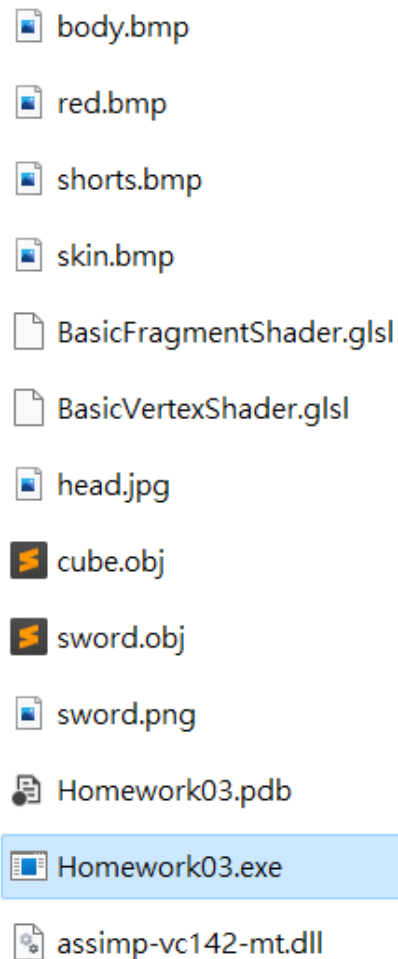 body.bmp
red.bmp
shorts.bmp
skin.bmp
BasicFragmentShader.glsl
BasicVertexShader.glsl
head.jpg
cube.obj
sword.obj
sword.png
Homework03.pdb
Homework03.exe
assimp-vc142-mt.dll